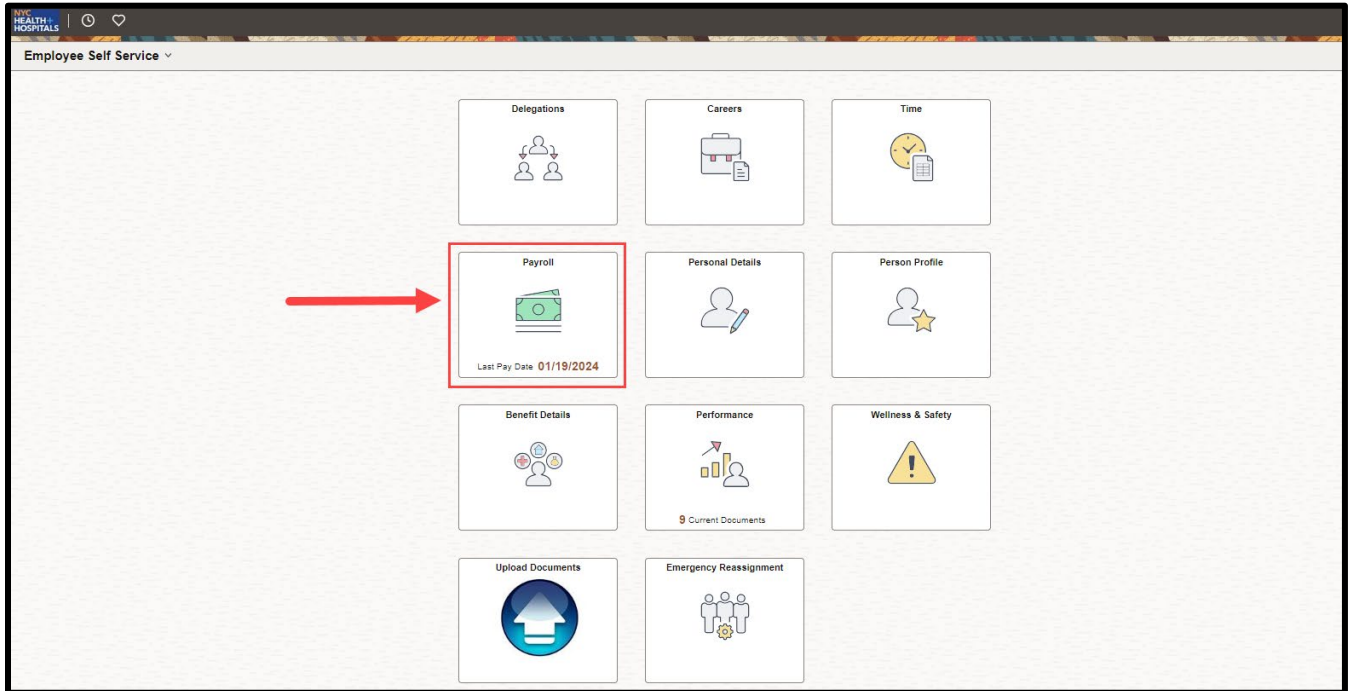 NYC
HEALTH+
HOSPITALS
Employee Self Service
Delegations
Careers
Time
Payroll
Last Pay Date 01/19/2024
Personal Details
Person Profile
Benefit Details
Performance
9 Current Documents
Wellness & Safety
Upload Documents
Emergency Reassignment